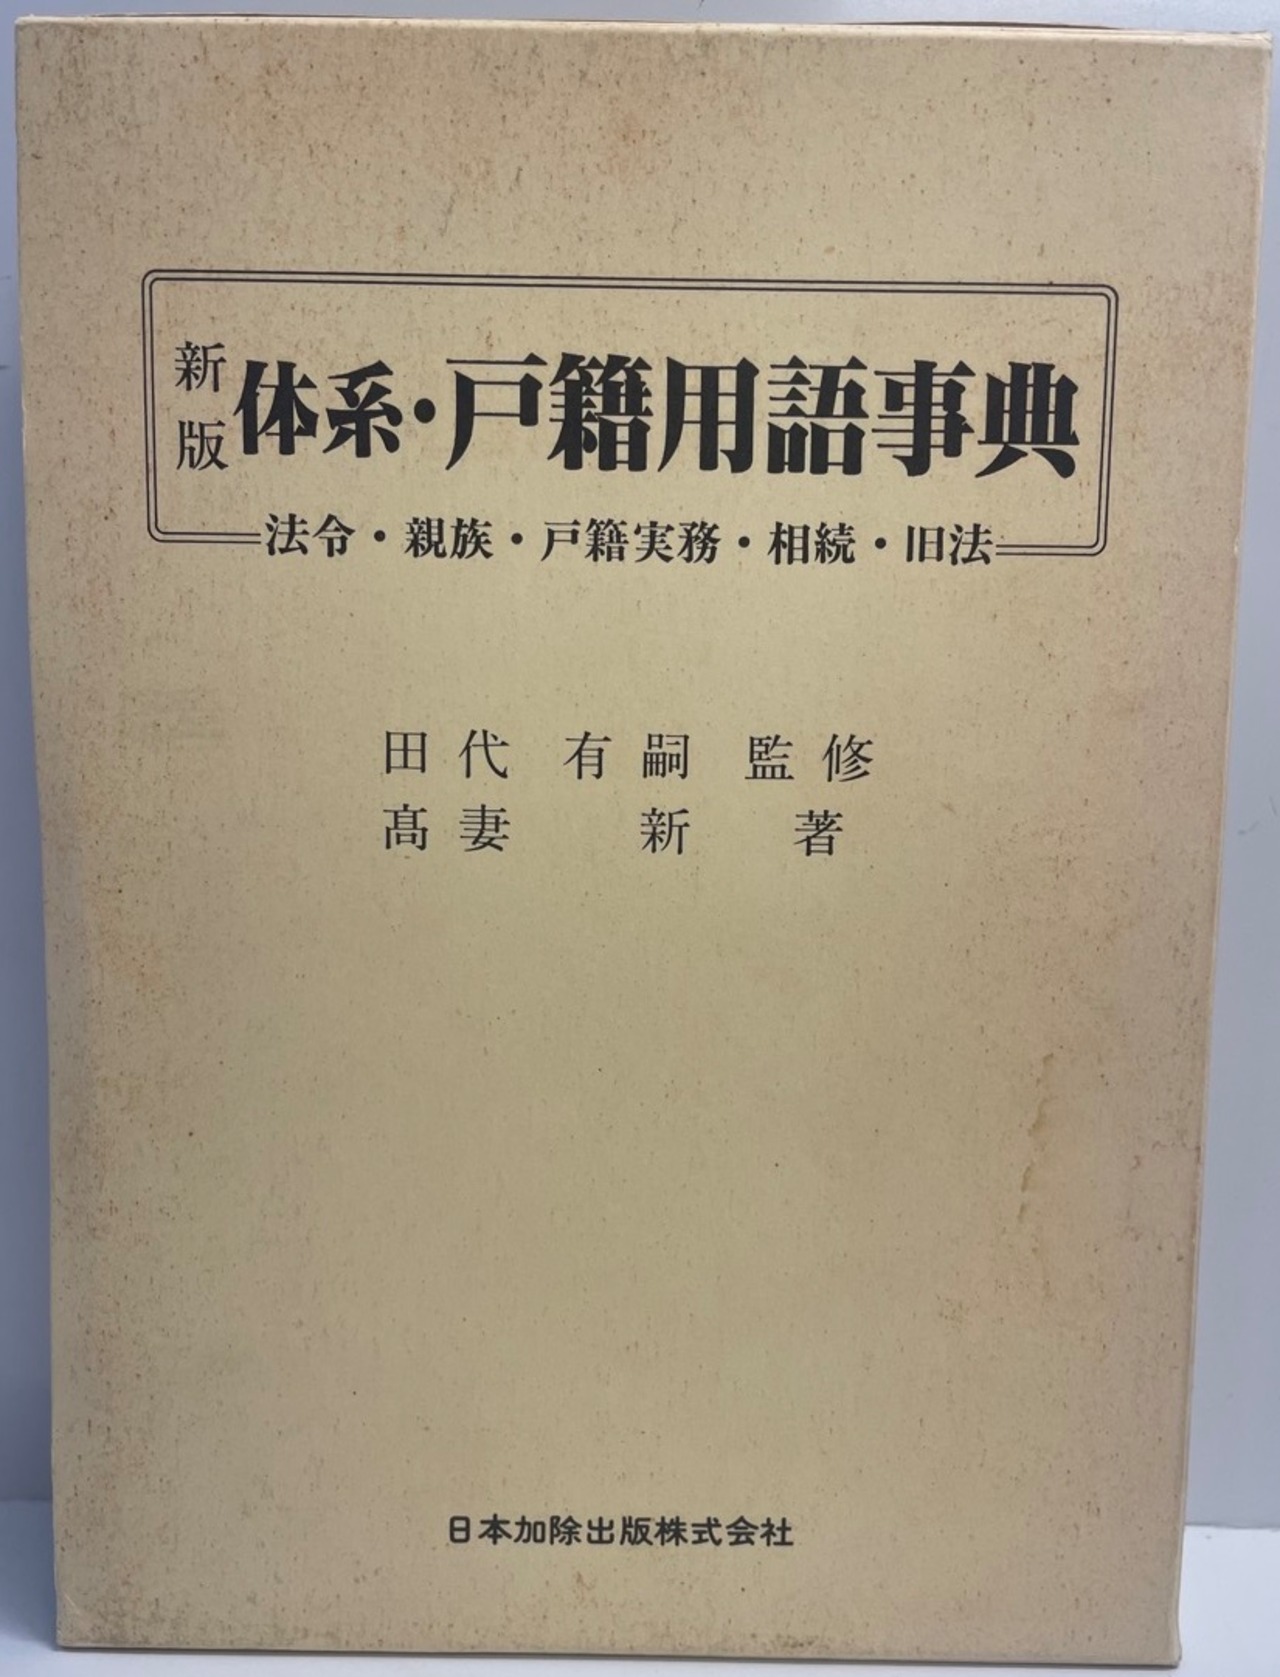 新版 体系・戸籍用語事典
法令・親族・戸籍実務・相続・旧法
田代 有嗣 監修
髙妻 新 著
日本加除出版株式会社